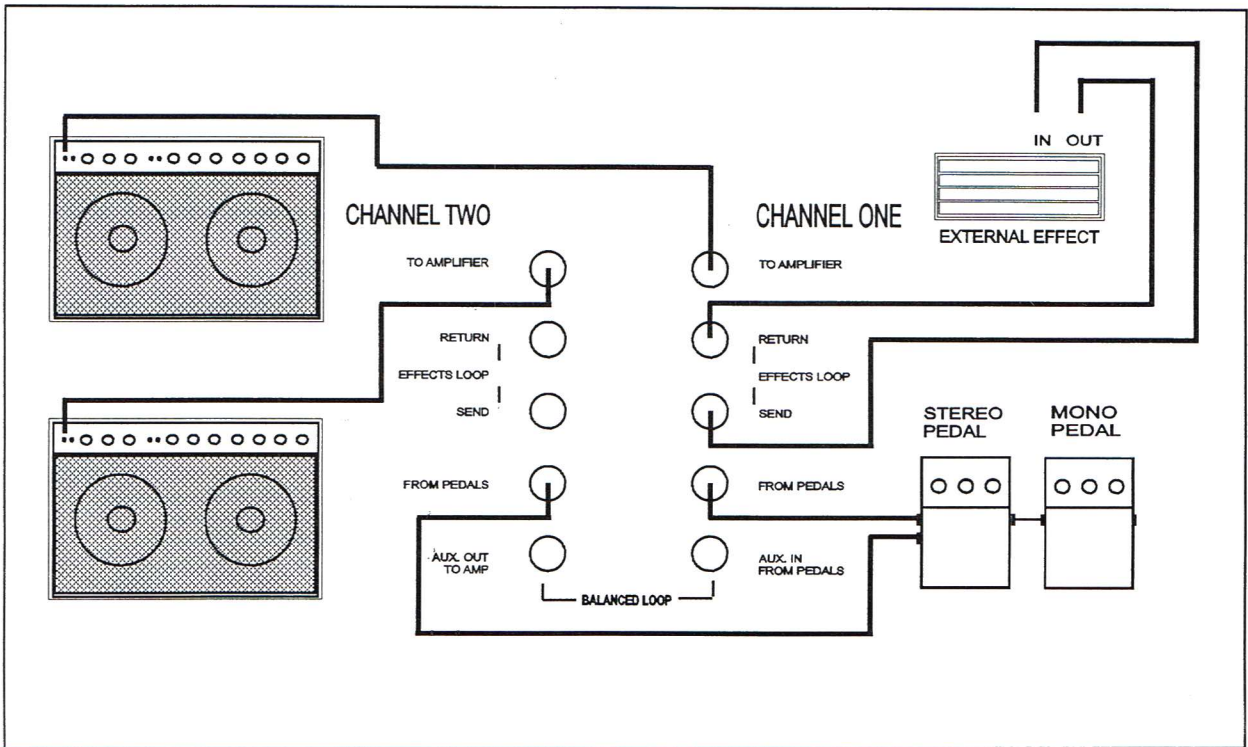 IN OUT
EXTERNAL EFFECT
CHANNEL TWO
TO AMPLIFIER
RETURN
EFFECTS LOOP
SEND
FROM PEDALS
AUX. OUT
TO AMP
CHANNEL ONE
TO AMPLIFIER
RETURN
EFFECTS LOOP
SEND
FROM PEDALS
AUX. IN
FROM PEDALS
BALANCED LOOP
STEREO
PEDAL
MONO
PEDAL